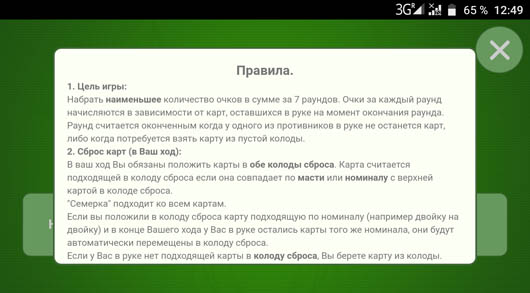 3G R 65 % 12:49
Правила.
1. Цель игры:
Набрать наименьшее количество очков в сумме за 7 раундов. Очки за каждый раунд
начисляются в зависимости от карт, оставшихся в руке на момент окончания раунда.
Раунд считается оконченным когда у одного из противников в руке не останется карт,
либо когда потребуется взять карту из пустой колоды.
2. Сброс карт (в Ваш ход):
В ваш ход Вы обязаны положить карты в обе колоды сброса. Карта считается
подходящей в колоду сброса если она совпадает по масти или номиналу с верхней
картой в колоде сброса.
"Семерка" подходит ко всем картам.
Если вы положили в колоду сброса карту подходящую по номиналу (например двойку на
двойку) и в конце Вашего хода у Вас в руке остались карты того же номинала, они будут
автоматически перемещены в колоду сброса.
Если у Вас в руке нет подходящей карты в колоду сброса, Вы берете карту из колоды.